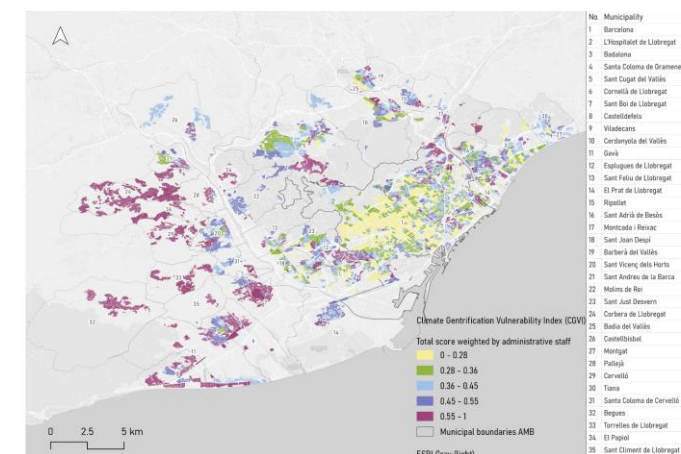 No. Municipality
1 Barcelona
2 L'Hospitalet de Llobregat
3 Badalona
4 Santa Coloma de Gramene
5 Sant Cugat del Vallès
6 Cornellà de Llobregat
7 Sant Boi de Llobregat
8 Castelldefels
9 Viladecans
10 Cerdanyola del Vallès
11 Gavà
12 Esplugues de Llobregat
13 Sant Feliu de Llobregat
14 El Prat de Llobregat
15 Ripollet
16 Sant Adrià de Besòs
17 Montcada i Reixac
18 Sant Joan Despí
19 Barberà del Vallès
20 Sant Vicenç dels Horts
21 Sant Andreu de la Barca
22 Molins de Rei
23 Sant Just Desvern
24 Corbera de Llobregat
25 Badia del Vallès
26 Castellbisbal
27 Montgat
28 Pallejà
29 Cervelló
30 Tiana
31 Santa Coloma de Cervelló
32 Begues
33 Torrelles de Llobregat
34 El Papiol
35 Sant Climent de Llobregat
Climate Gentrification Vulnerability Index (CGVI)
Total score weighted by administrative staff
0 - 0.28
0.28 - 0.36
0.36 - 0.45
0.45 - 0.55
0.55 - 1
Municipal boundaries AMB
ESRI Gray (light)
0 2.5 5 km